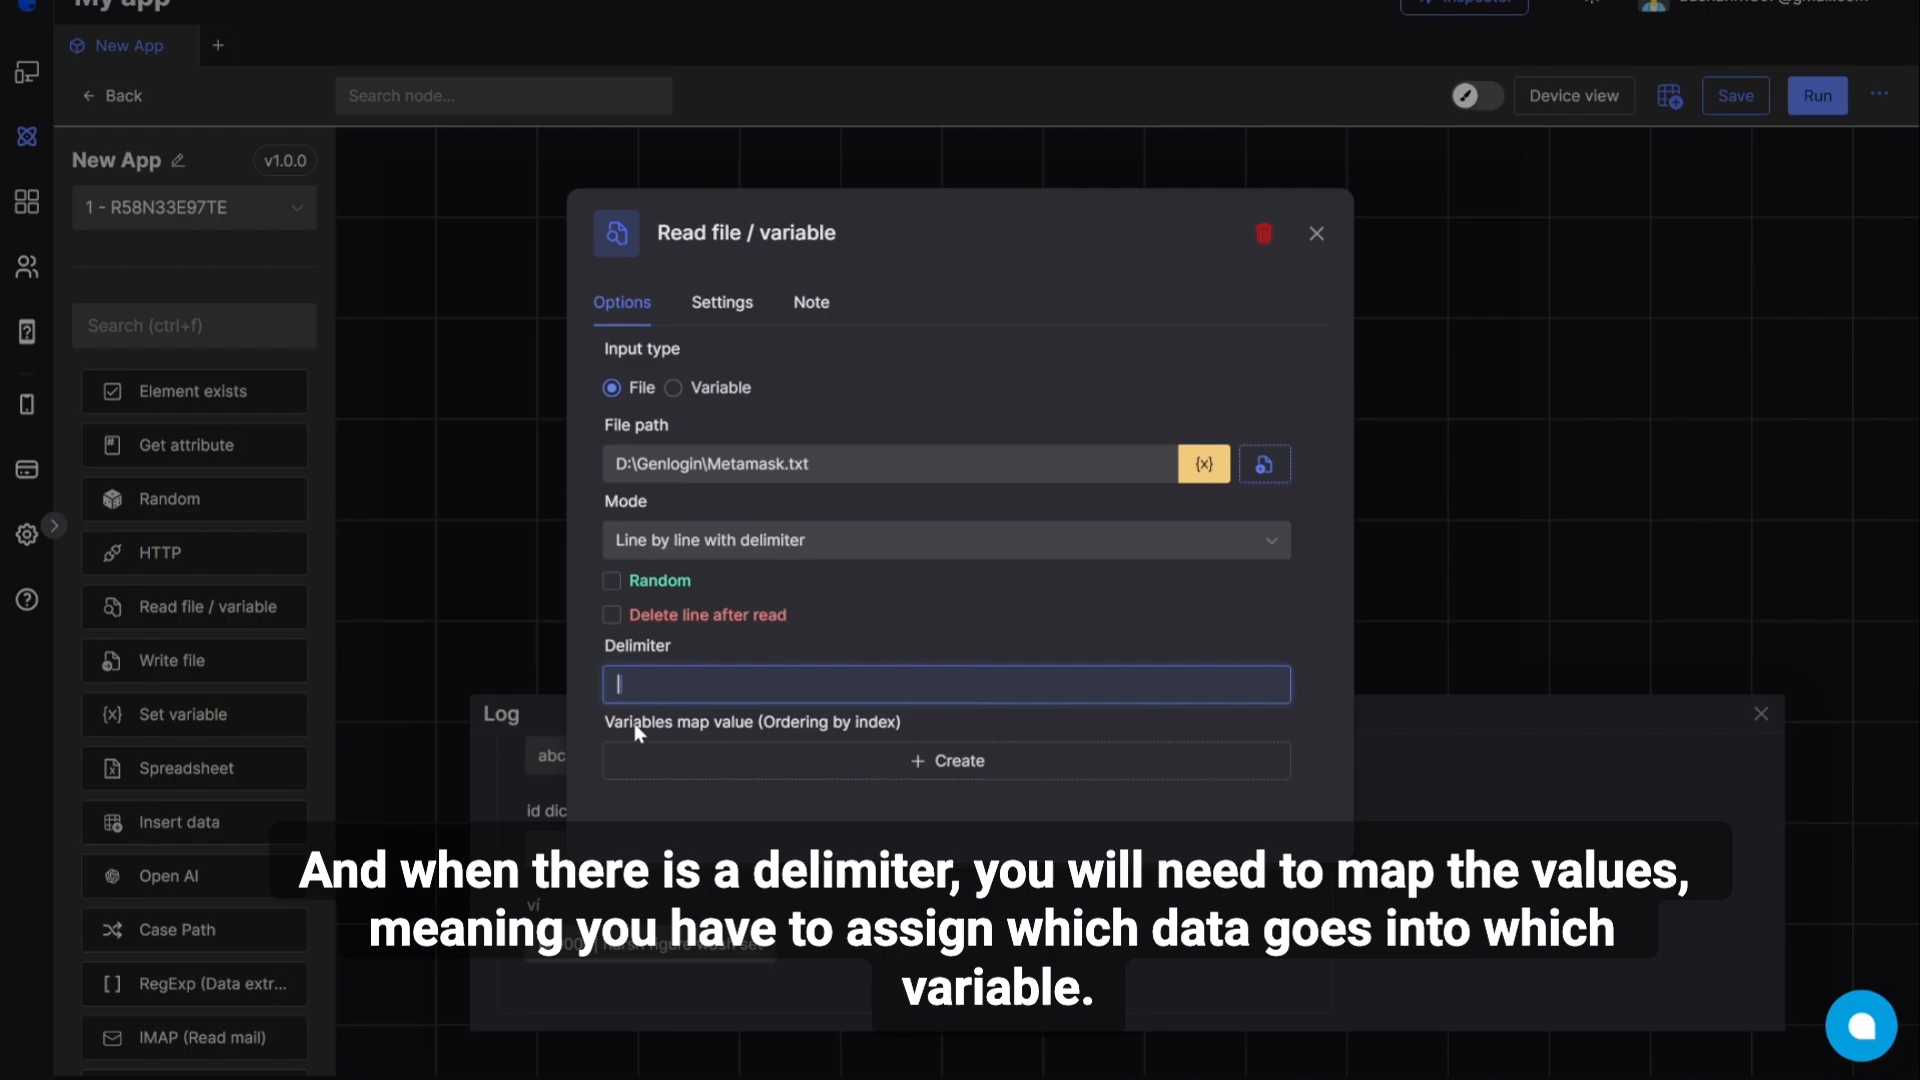 My app
Inspector
New App
+
Back
Search node...
Device view
Save
Run
...
New App
v1.0.0
1 - R58N33E97TE
Search (ctrl+f)
Element exists
Get attribute
Random
HTTP
Read file / variable
Write file
{x} Set variable
Spreadsheet
Insert data
Open AI
Case Path
[ ] RegExp (Data extr...
IMAP (Read mail)
Read file / variable
Options
Settings
Note
Input type
File
Variable
File path
D:\Genlogin\Metamask.txt
{x}
Mode
Line by line with delimiter
Random
Delete line after read
Delimiter
|
Variables map value (Ordering by index)
+ Create
Log
abc
id dic
ví
And when there is a delimiter, you will need to map the values,
meaning you have to assign which data goes into which
variable.